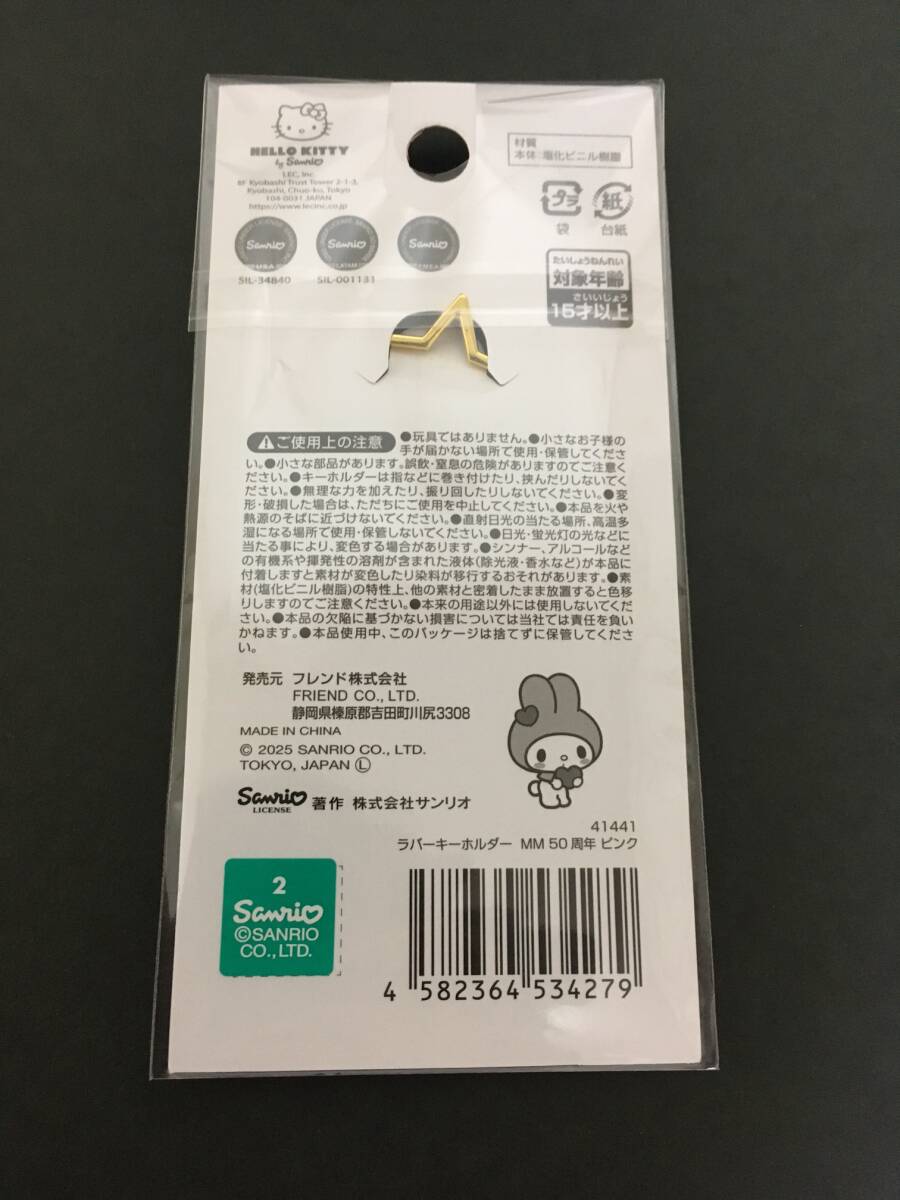 HELLO KITTY
by Sanrio
LEC, Inc.
8F Kyobashi Trust Tower 2-1-3,
Kyobashi, Chuo-ku, Tokyo
104-0031 JAPAN
https://www.lecinc.co.jp
Sanrio
Sanrio
Sanrio
SIL-34840
SIL-001131
材質
本体:塩化ビニル樹脂
プラ
紙
袋
台紙
たいしょうねんれい
対象年齢
さいいじょう
15才以上
ご使用上の注意 ●玩具ではありません。●小さなお子様の
手が届かない場所で使用・保管してくださ
い。●小さな部品があります。誤飲・窒息の危険がありますのでご注意く
ださい。●キーホルダーは指などに巻き付けたり、挟んだりしないでく
ださい。●無理な力を加えたり、振り回したりしないでください。●変
形・破損した場合は、ただちにご使用を中止してください。●本品を火や
熱源のそばに近づけないでください。●直射日光の当たる場所、高温多
湿になる場所で使用・保管しないでください。●日光・蛍光灯の光などに
当たる事により、変色する場合があります。●シンナー、アルコールなど
の有機系や揮発性の溶剤が含まれた液体(除光液・香水など)が本品に
付着しますと素材が変色したり染料が移行するおそれがあります。●素
材(塩化ビニル樹脂)の特性上、他の素材と密着したまま放置すると色移
りしますのでご注意ください。●本来の用途以外には使用しないでくだ
さい。●本品の欠陥に基づかない損害については当社では責任を負い
かねます。●本品使用中、このパッケージは捨てずに保管してくださ
い。
発売元 フレンド株式会社
FRIEND CO., LTD.
静岡県榛原郡吉田町川尻3308
MADE IN CHINA
© 2025 SANRIO CO., LTD.
TOKYO, JAPAN Ⓛ
Sanrio
LICENSE
著作 株式会社サンリオ
41441
ラバーキーホルダー MM 50周年 ピンク
2
Sanrio
©SANRIO
CO., LTD.
4 582364 534279